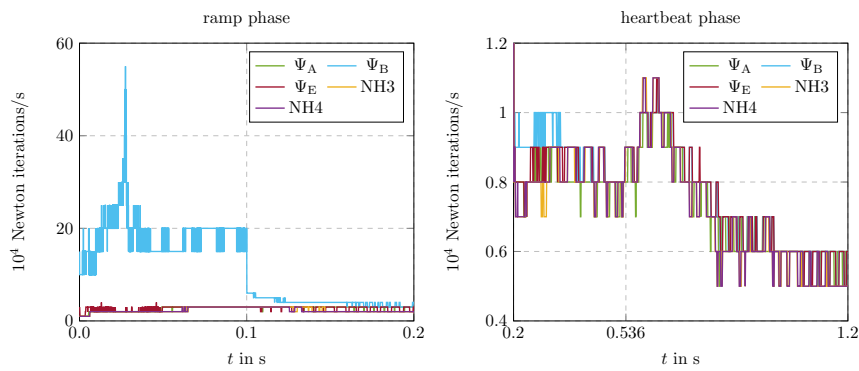 ramp phase
10⁴ Newton iterations/s
60
40
20
0
0.0 0.1 0.2
t in s
Ψ_A Ψ_B
Ψ_E NH3
NH4
heartbeat phase
10⁴ Newton iterations/s
1.2
1
0.8
0.6
0.4
0.2 0.536 1.2
t in s
Ψ_A Ψ_B
Ψ_E NH3
NH4